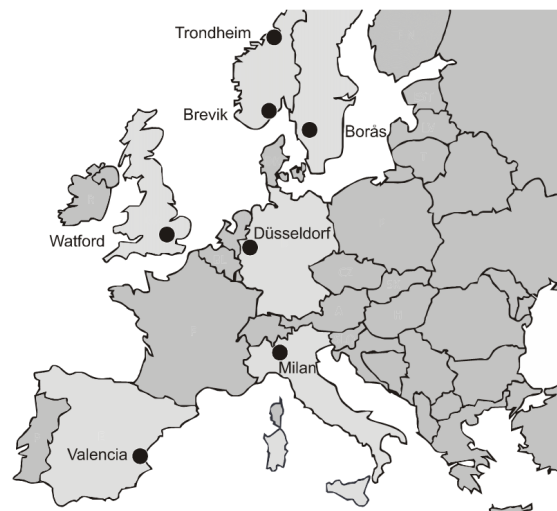 Trondheim
Brevik
Borås
Watford
Düsseldorf
Milan
Valencia